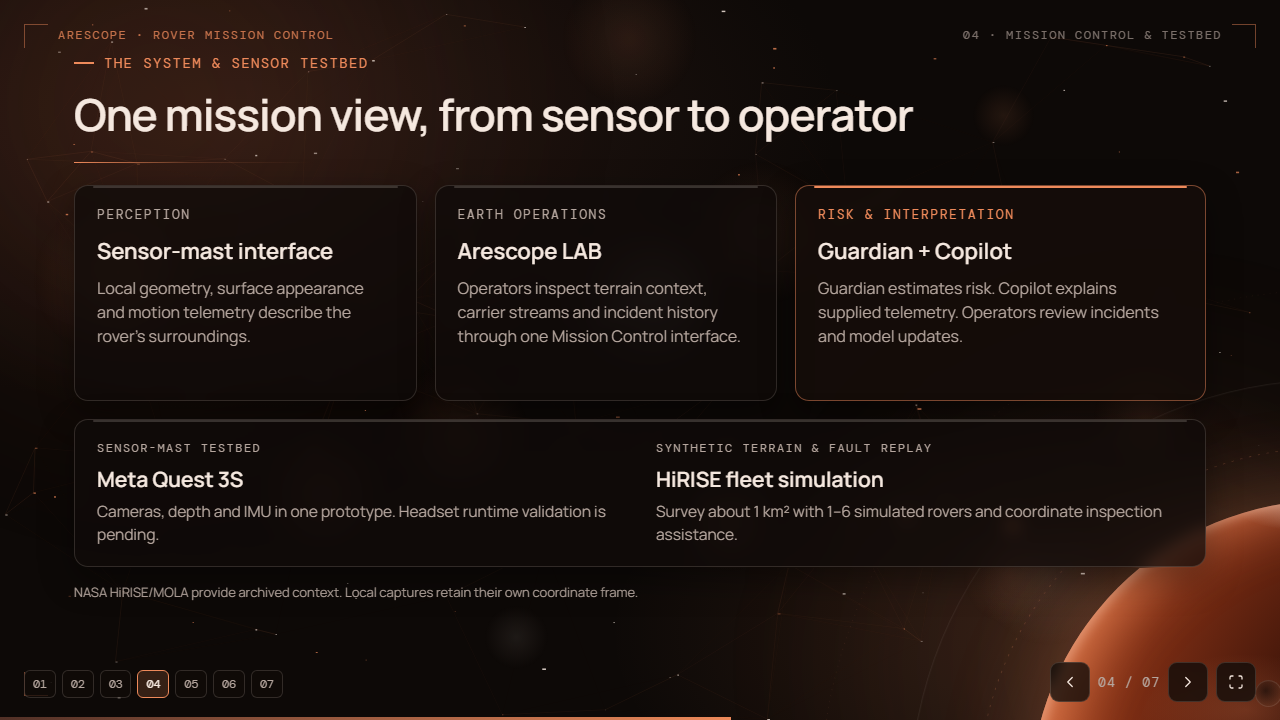 ARESCOPE · ROVER MISSION CONTROL
04 · MISSION CONTROL & TESTBED
THE SYSTEM & SENSOR TESTBED
One mission view, from sensor to operator
PERCEPTION
Sensor-mast interface
Local geometry, surface appearance
and motion telemetry describe the
rover's surroundings.
EARTH OPERATIONS
Arescope LAB
Operators inspect terrain context,
carrier streams and incident history
through one Mission Control interface.
RISK & INTERPRETATION
Guardian + Copilot
Guardian estimates risk. Copilot explains
supplied telemetry. Operators review incidents
and model updates.
SENSOR-MAST TESTBED
Meta Quest 3S
Cameras, depth and IMU in one prototype. Headset runtime validation is
pending.
SYNTHETIC TERRAIN & FAULT REPLAY
HiRISE fleet simulation
Survey about 1 km² with 1–6 simulated rovers and coordinate inspection
assistance.
NASA HiRISE/MOLA provide archived context. Local captures retain their own coordinate frame.
01 02 03 04 05 06 07
04 / 07